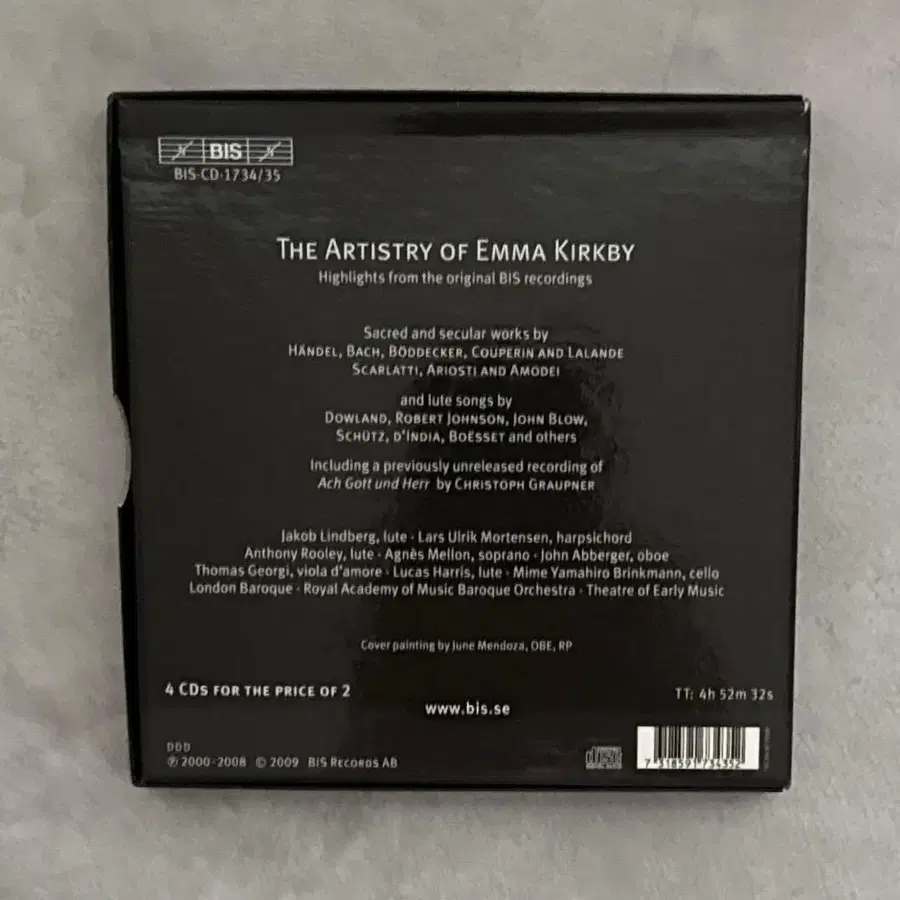 BIS
BIS-CD-1734/35
THE ARTISTRY OF EMMA KIRKBY
Highlights from the original BIS recordings
Sacred and secular works by
HÄNDEL, BACH, BÖDDECKER, COUPERIN AND LALANDE
SCARLATTI, ARIOSTI AND AMODEI
and lute songs by
DOWLAND, ROBERT JOHNSON, JOHN BLOW,
SCHÜTZ, D'INDIA, BOËSSET and others
Including a previously unreleased recording of
Ach Gott und Herr by CHRISTOPH GRAUPNER
Jakob Lindberg, lute · Lars Ulrik Mortensen, harpsichord
Anthony Rooley, lute · Agnès Mellon, soprano · John Abberger, oboe
Thomas Georgi, viola d'amore · Lucas Harris, lute · Mime Yamahiro Brinkmann, cello
London Baroque · Royal Academy of Music Baroque Orchestra · Theatre of Early Music
Cover painting by June Mendoza, OBE, RP
4 CDS FOR THE PRICE OF 2
TT: 4h 52m 32s
www.bis.se
DDD
℗ 2000-2008 © 2009 BIS RECORDS AB
7 318591 734352